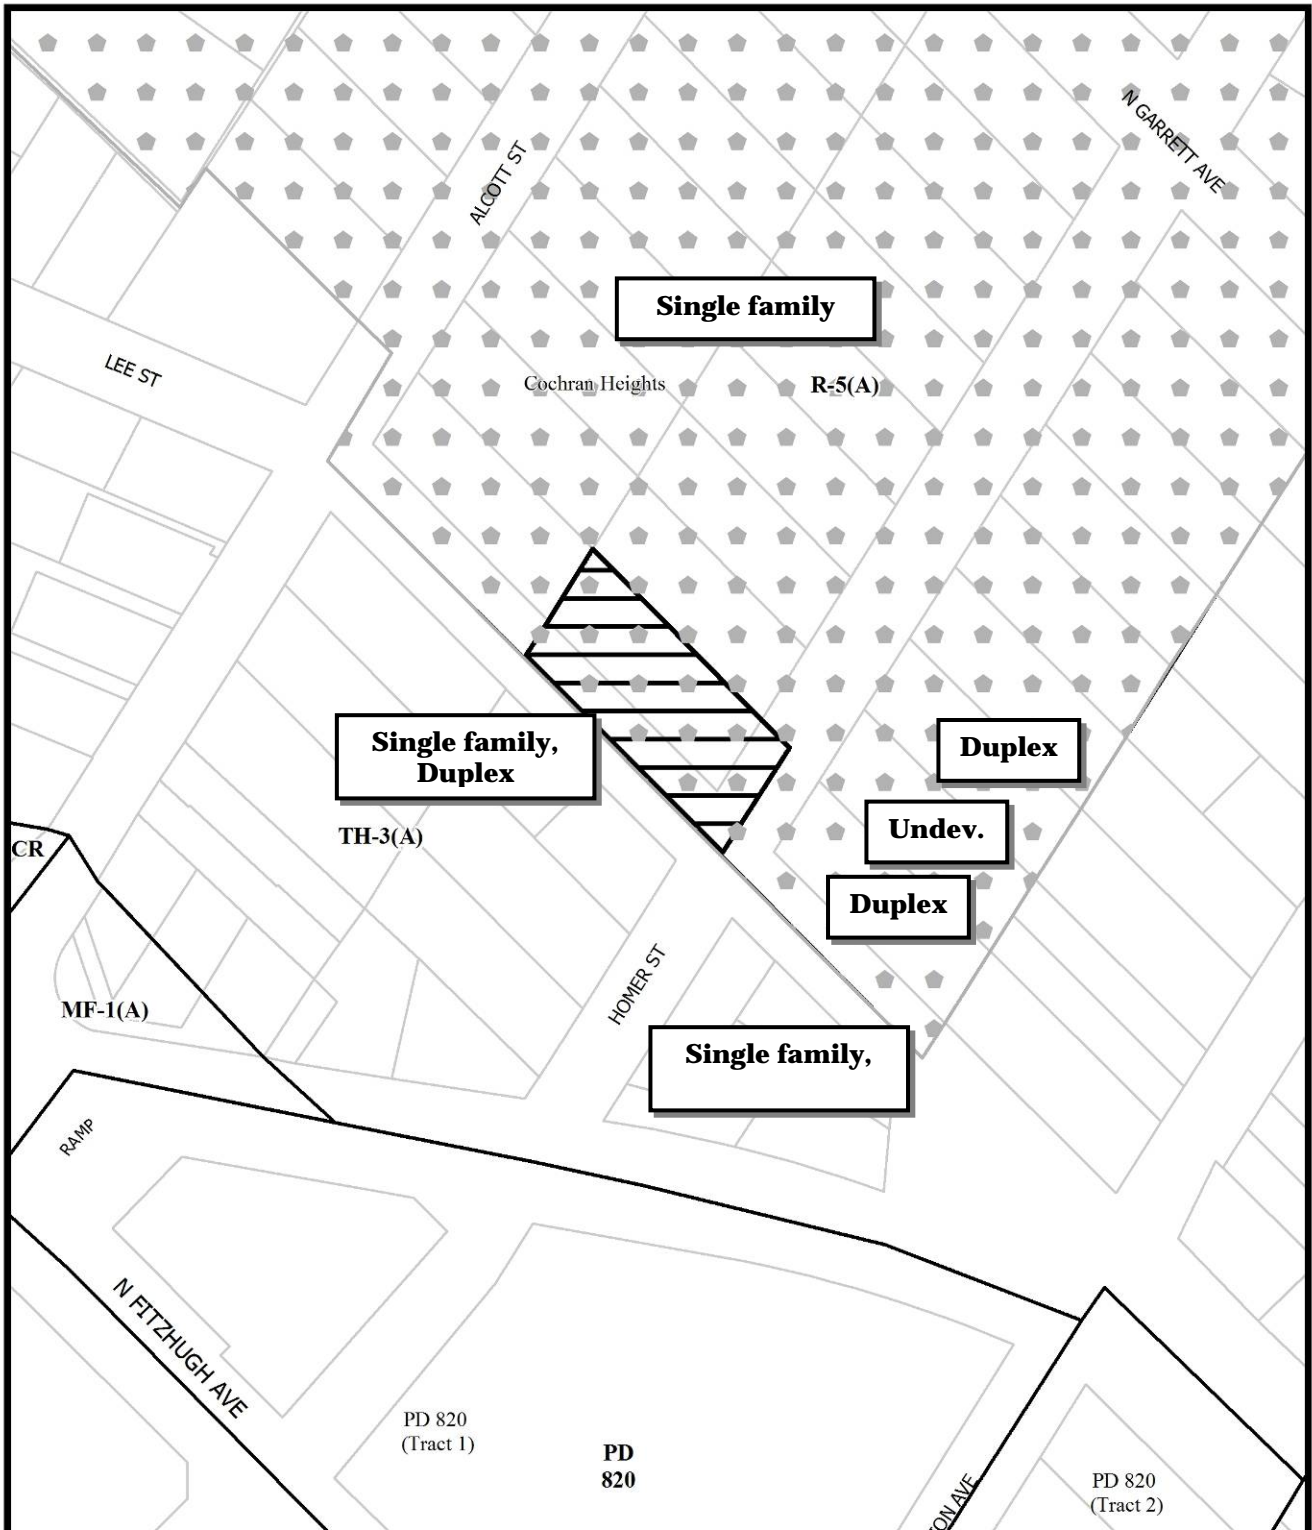 N GARRETT AVE
ALCOTT ST
Single family
LEE ST
Cochran Heights
R-5(A)
Single family,
Duplex
Duplex
Undev.
TH-3(A)
CR
Duplex
HOMER ST
MF-1(A)
Single family,
RAMP
N FITZHUGH AVE
PD 820
(Tract 1)
PD
820
PD 820
(Tract 2)
ON AVE